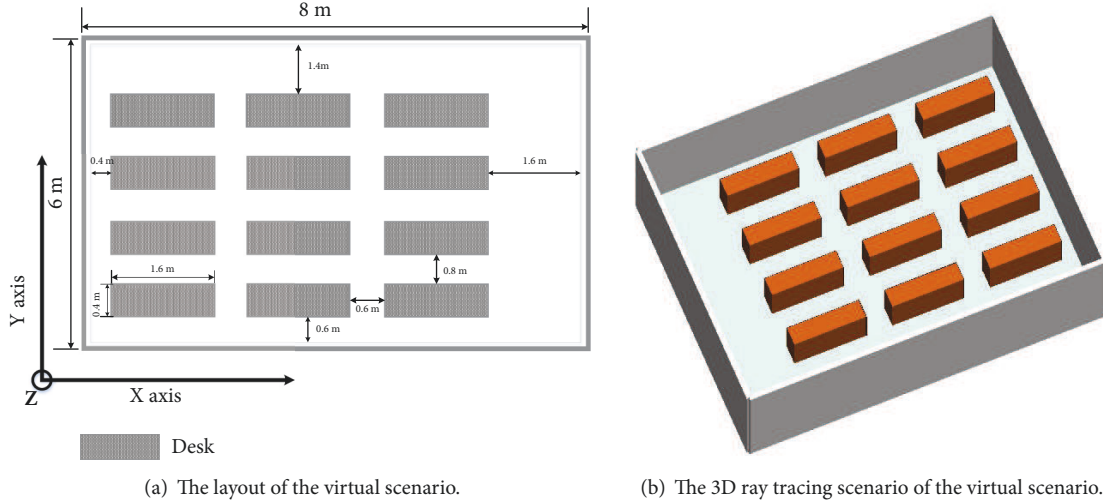 8 m
1.4m
0.4 m
1.6 m
6 m
Y axis
1.6 m
0.8 m
0.4 m
0.6 m
0.6 m
Z
X axis
Desk
(a) The layout of the virtual scenario.
(b) The 3D ray tracing scenario of the virtual scenario.